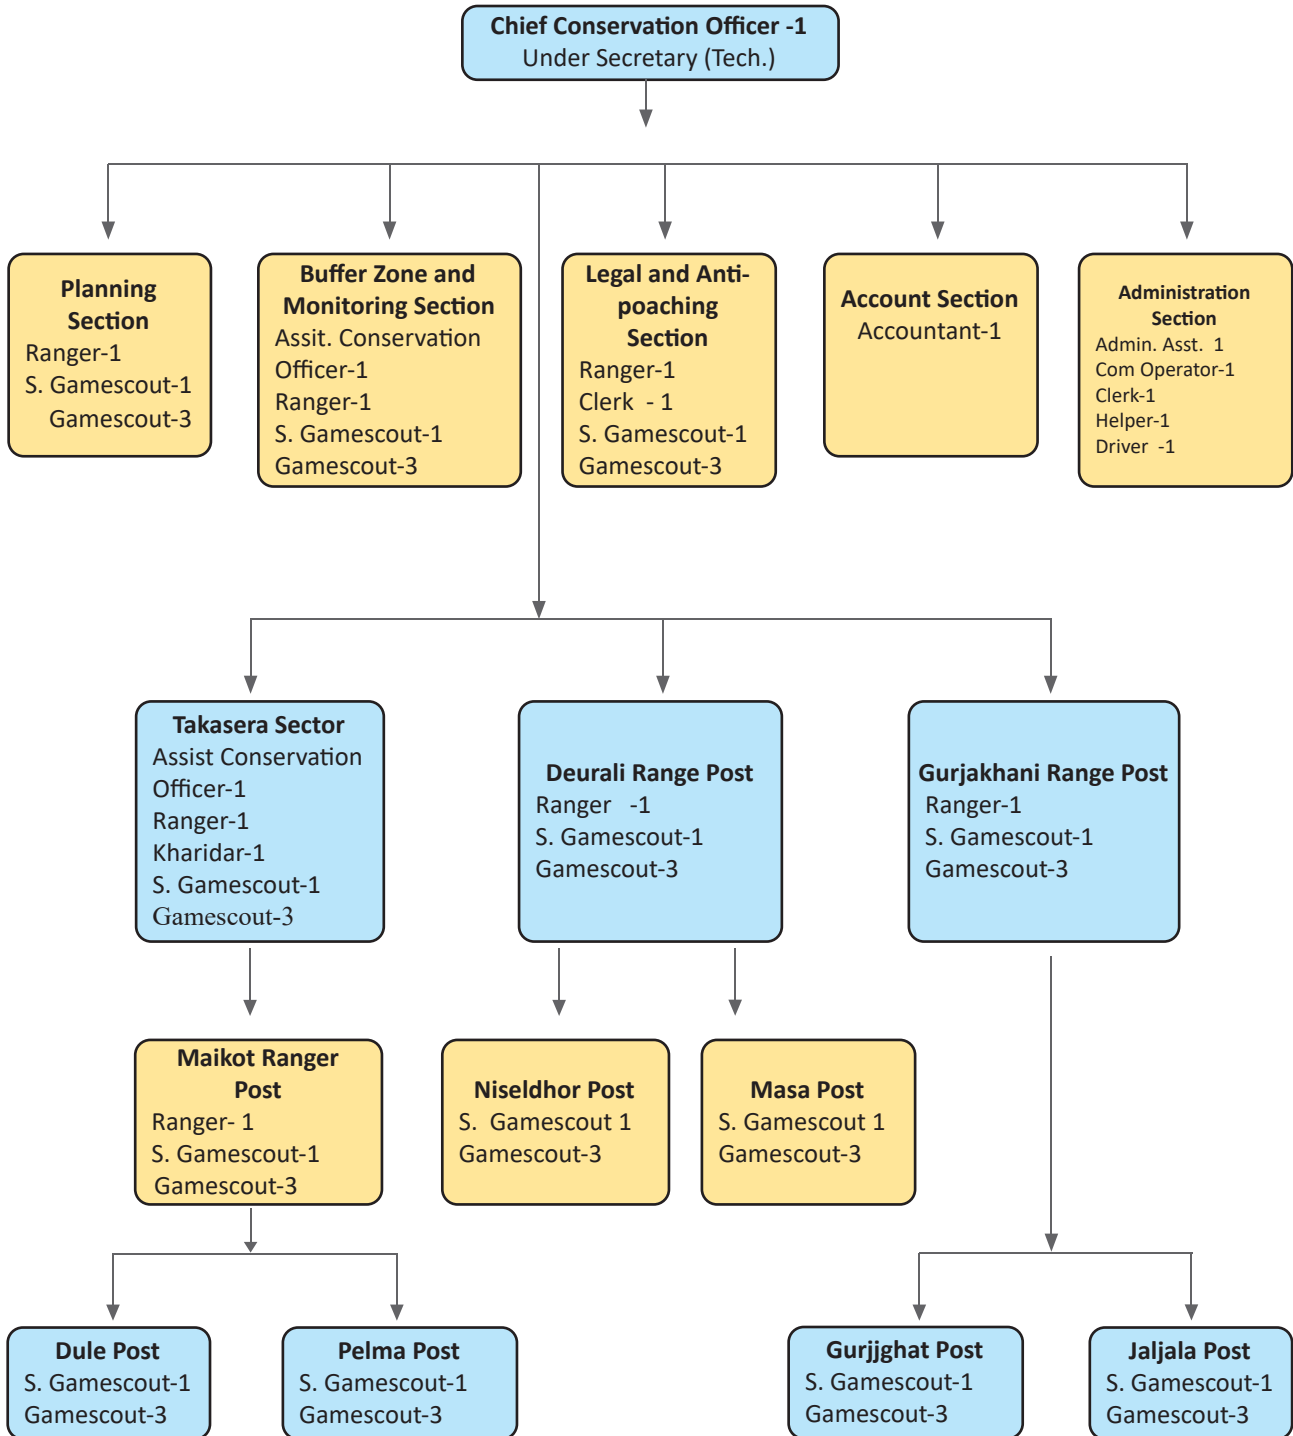 Chief Conservation Officer -1
Under Secretary (Tech.)
Planning
Section
Ranger-1
S. Gamescout-1
Gamescout-3
Buffer Zone and
Monitoring Section
Assit. Conservation
Officer-1
Ranger-1
S. Gamescout-1
Gamescout-3
Legal and Anti-
poaching
Section
Ranger-1
Clerk - 1
S. Gamescout-1
Gamescout-3
Account Section
Accountant-1
Administration
Section
Admin. Asst. 1
Com Operator-1
Clerk-1
Helper-1
Driver -1
Takasera Sector
Assist Conservation
Officer-1
Ranger-1
Kharidar-1
S. Gamescout-1
Gamescout-3
Deurali Range Post
Ranger -1
S. Gamescout-1
Gamescout-3
Gurjakhani Range Post
Ranger-1
S. Gamescout-1
Gamescout-3
Maikot Ranger
Post
Ranger- 1
S. Gamescout-1
Gamescout-3
Niseldhor Post
S. Gamescout 1
Gamescout-3
Masa Post
S. Gamescout 1
Gamescout-3
Dule Post
S. Gamescout-1
Gamescout-3
Pelma Post
S. Gamescout-1
Gamescout-3
Gurjjghat Post
S. Gamescout-1
Gamescout-3
Jaljala Post
S. Gamescout-1
Gamescout-3